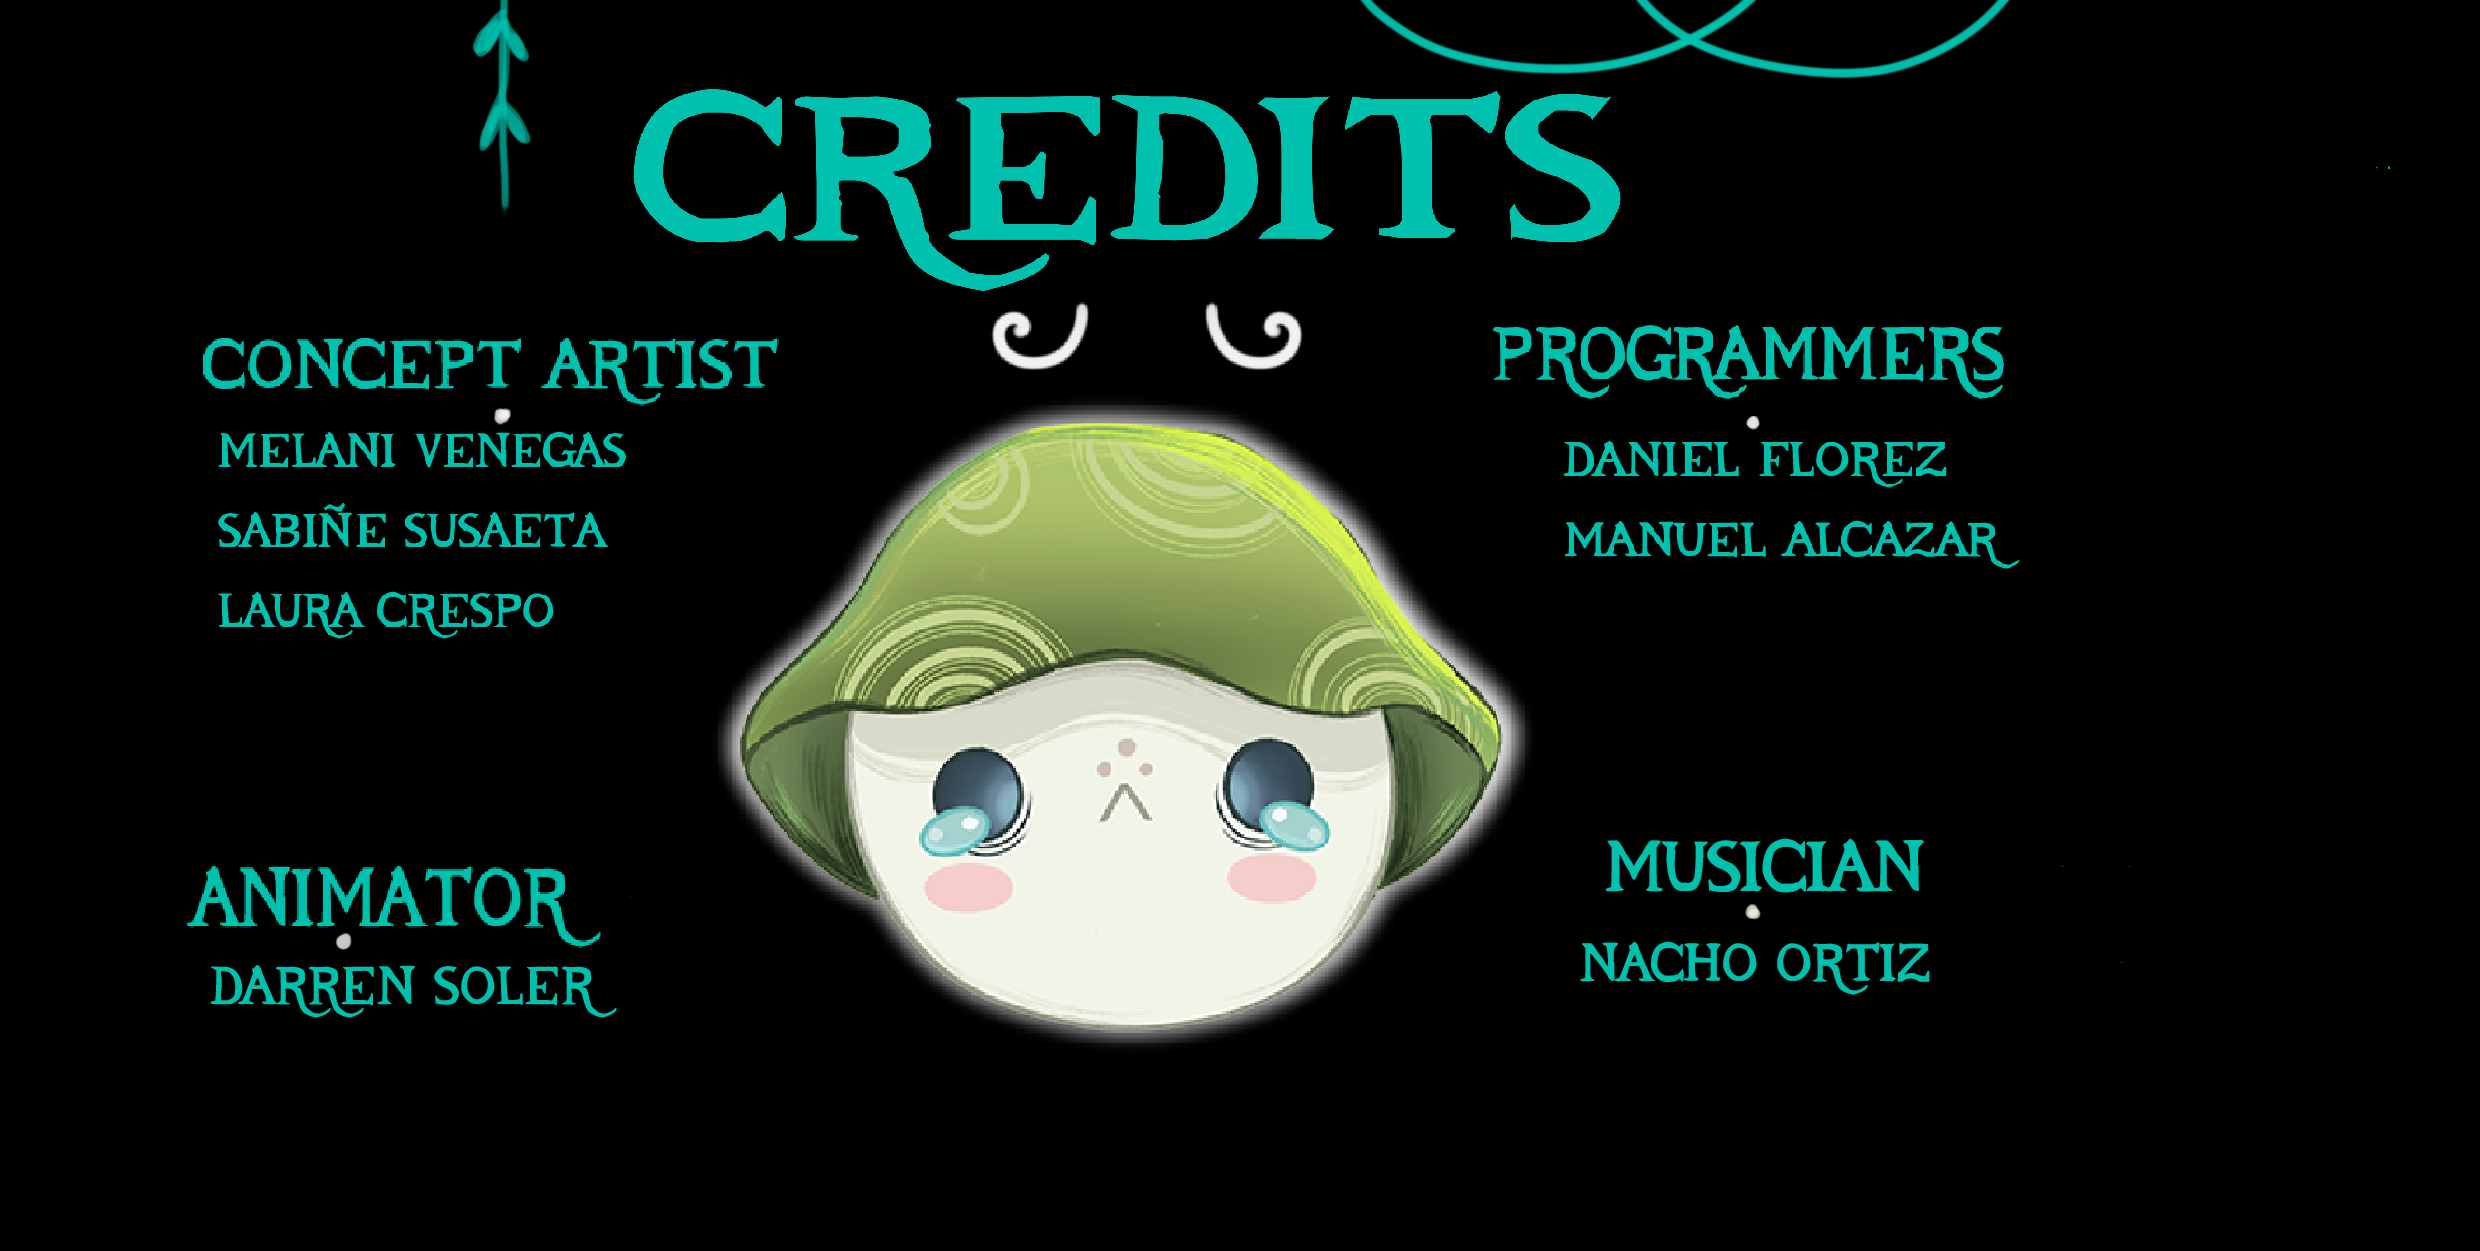 CREDITS
CONCEPT ARTIST
MELANI VENEGAS
SABIÑE SUSAETA
LAURA CRESPO
PROGRAMMERS
DANIEL FLOREZ
MANUEL ALCAZAR
ANIMATOR
DARREN SOLER
MUSICIAN
NACHO ORTIZ